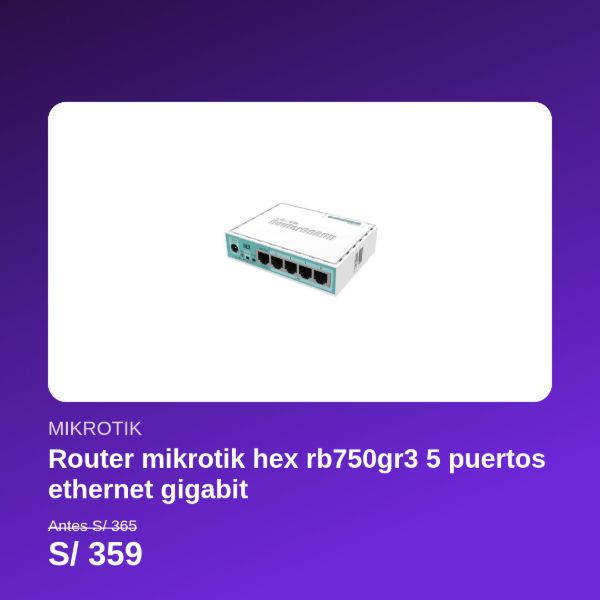 MIKROTIK
Router mikrotik hex rb750gr3 5 puertos
ethernet gigabit
Antes S/ 365
S/ 359